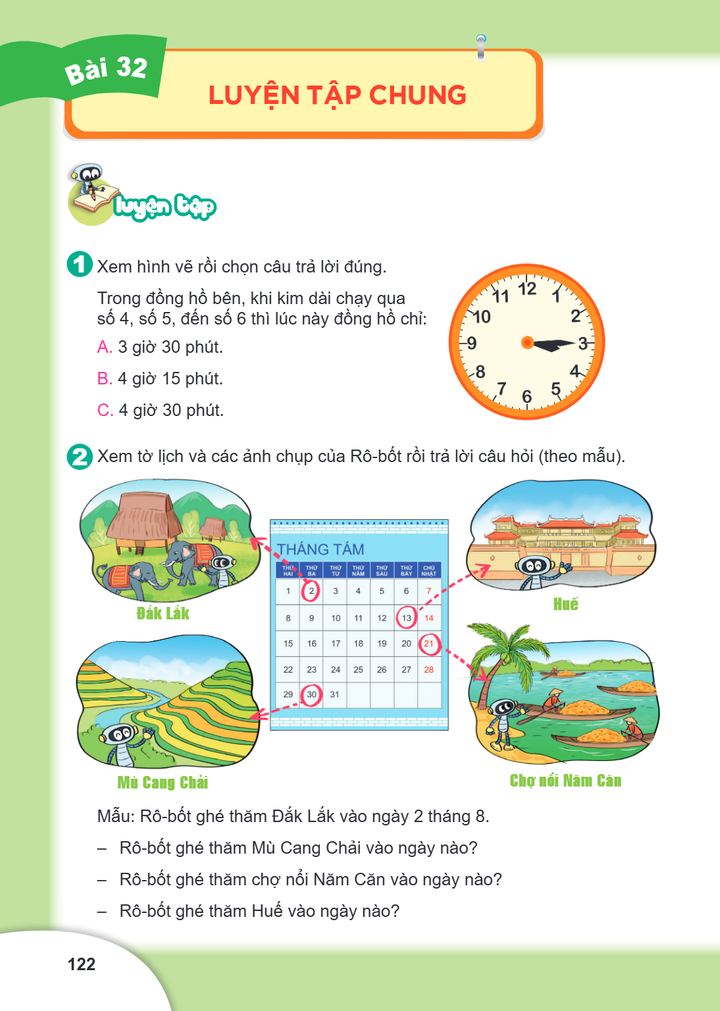 Bài 32
LUYỆN TẬP CHUNG
luyện tập
1 Xem hình vẽ rồi chọn câu trả lời đúng.
Trong đồng hồ bên, khi kim dài chạy qua
số 4, số 5, đến số 6 thì lúc này đồng hồ chỉ:
A. 3 giờ 30 phút.
B. 4 giờ 15 phút.
C. 4 giờ 30 phút.
12
11 1
10 2
9 3
8 4
7 5
6
2 Xem tờ lịch và các ảnh chụp của Rô-bốt rồi trả lời câu hỏi (theo mẫu).
THÁNG TÁM
THỨ HAI THỨ BA THỨ TƯ THỨ NĂM THỨ SÁU THỨ BẢY CHỦ NHẬT
1 2 3 4 5 6 7
8 9 10 11 12 13 14
15 16 17 18 19 20 21
22 23 24 25 26 27 28
29 30 31
Đắk Lắk
Huế
Mù Cang Chải
Chợ nổi Năm Căn
Mẫu: Rô-bốt ghé thăm Đắk Lắk vào ngày 2 tháng 8.
– Rô-bốt ghé thăm Mù Cang Chải vào ngày nào?
– Rô-bốt ghé thăm chợ nổi Năm Căn vào ngày nào?
– Rô-bốt ghé thăm Huế vào ngày nào?
122